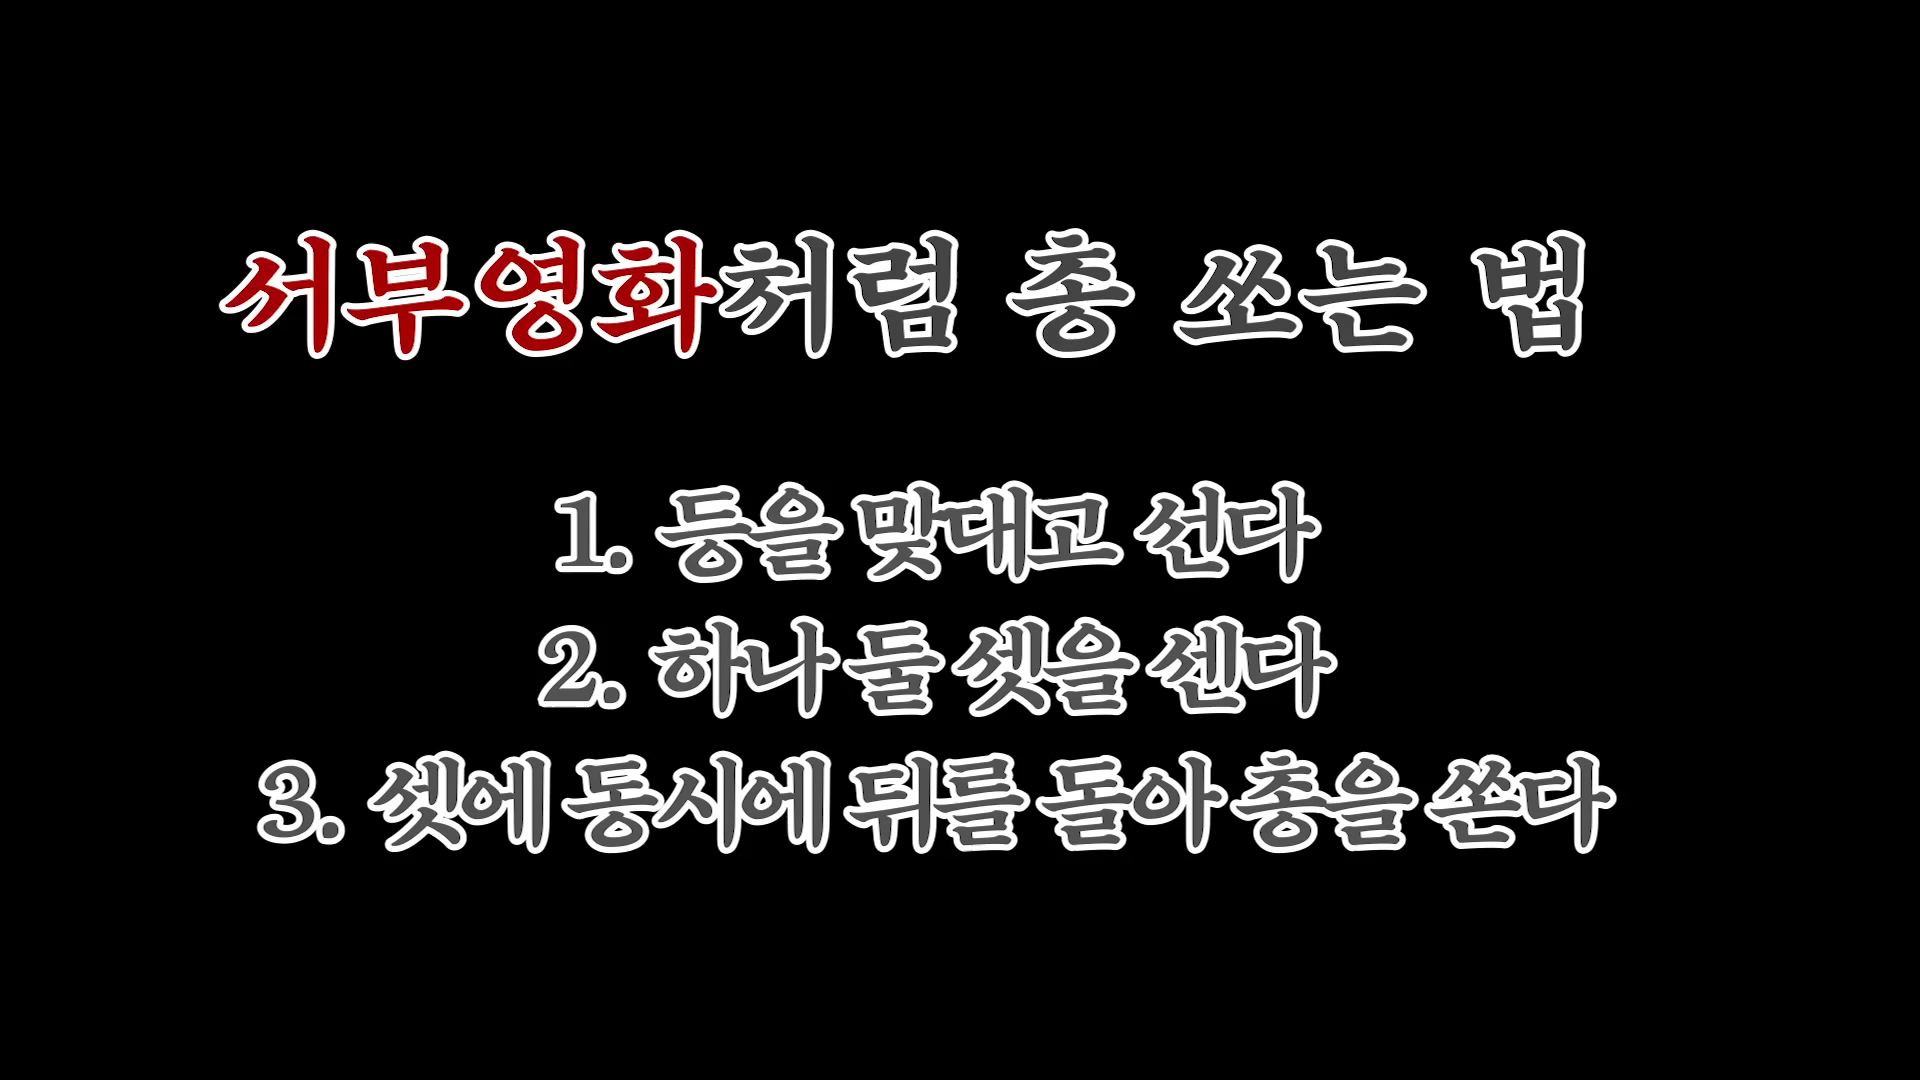 서부영화처럼 총 쏘는 법
1. 등을 맞대고 선다
2. 하나 둘 셋을 센다
3. 셋에 동시에 뒤를 돌아 총을 쏜다